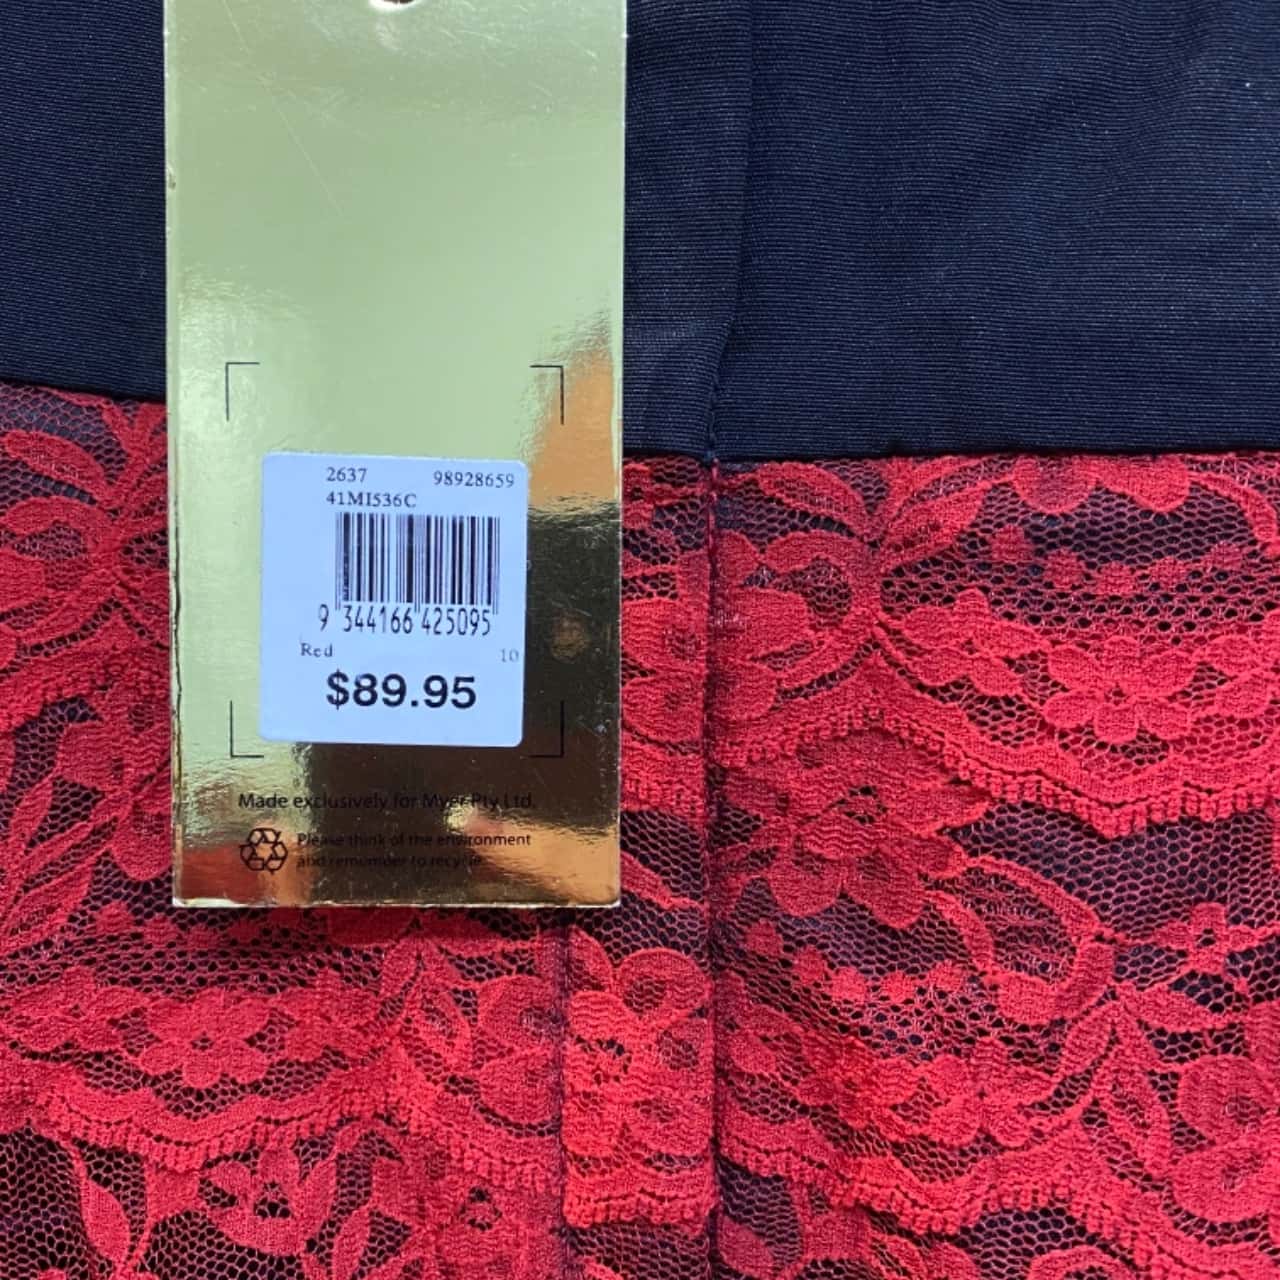 2637 98928659
41MI536C
9 344166 425095
Red 10
$89.95
Made exclusively for Myer Pty Ltd.
Please think of the environment
and remember to recycle.